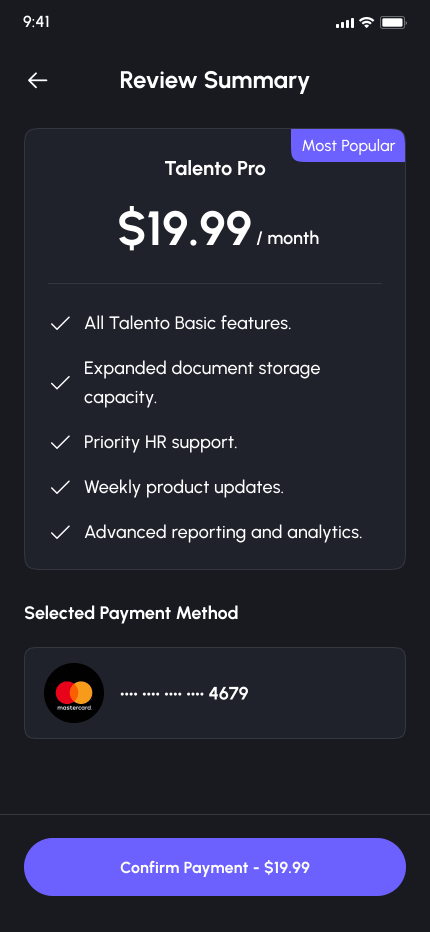 9:41
Review Summary
Most Popular
Talento Pro
$19.99 / month
All Talento Basic features.
Expanded document storage
capacity.
Priority HR support.
Weekly product updates.
Advanced reporting and analytics.
Selected Payment Method
mastercard
•••• •••• •••• •••• 4679
Confirm Payment - $19.99